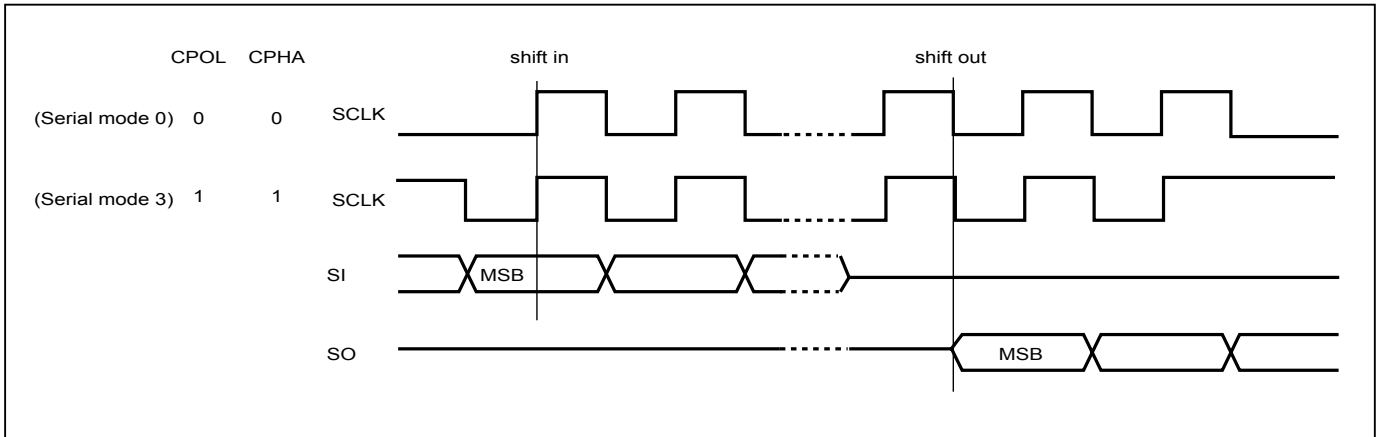 CPOL CPHA shift in shift out
(Serial mode 0) 0 0 SCLK
(Serial mode 3) 1 1 SCLK
SI MSB
SO MSB